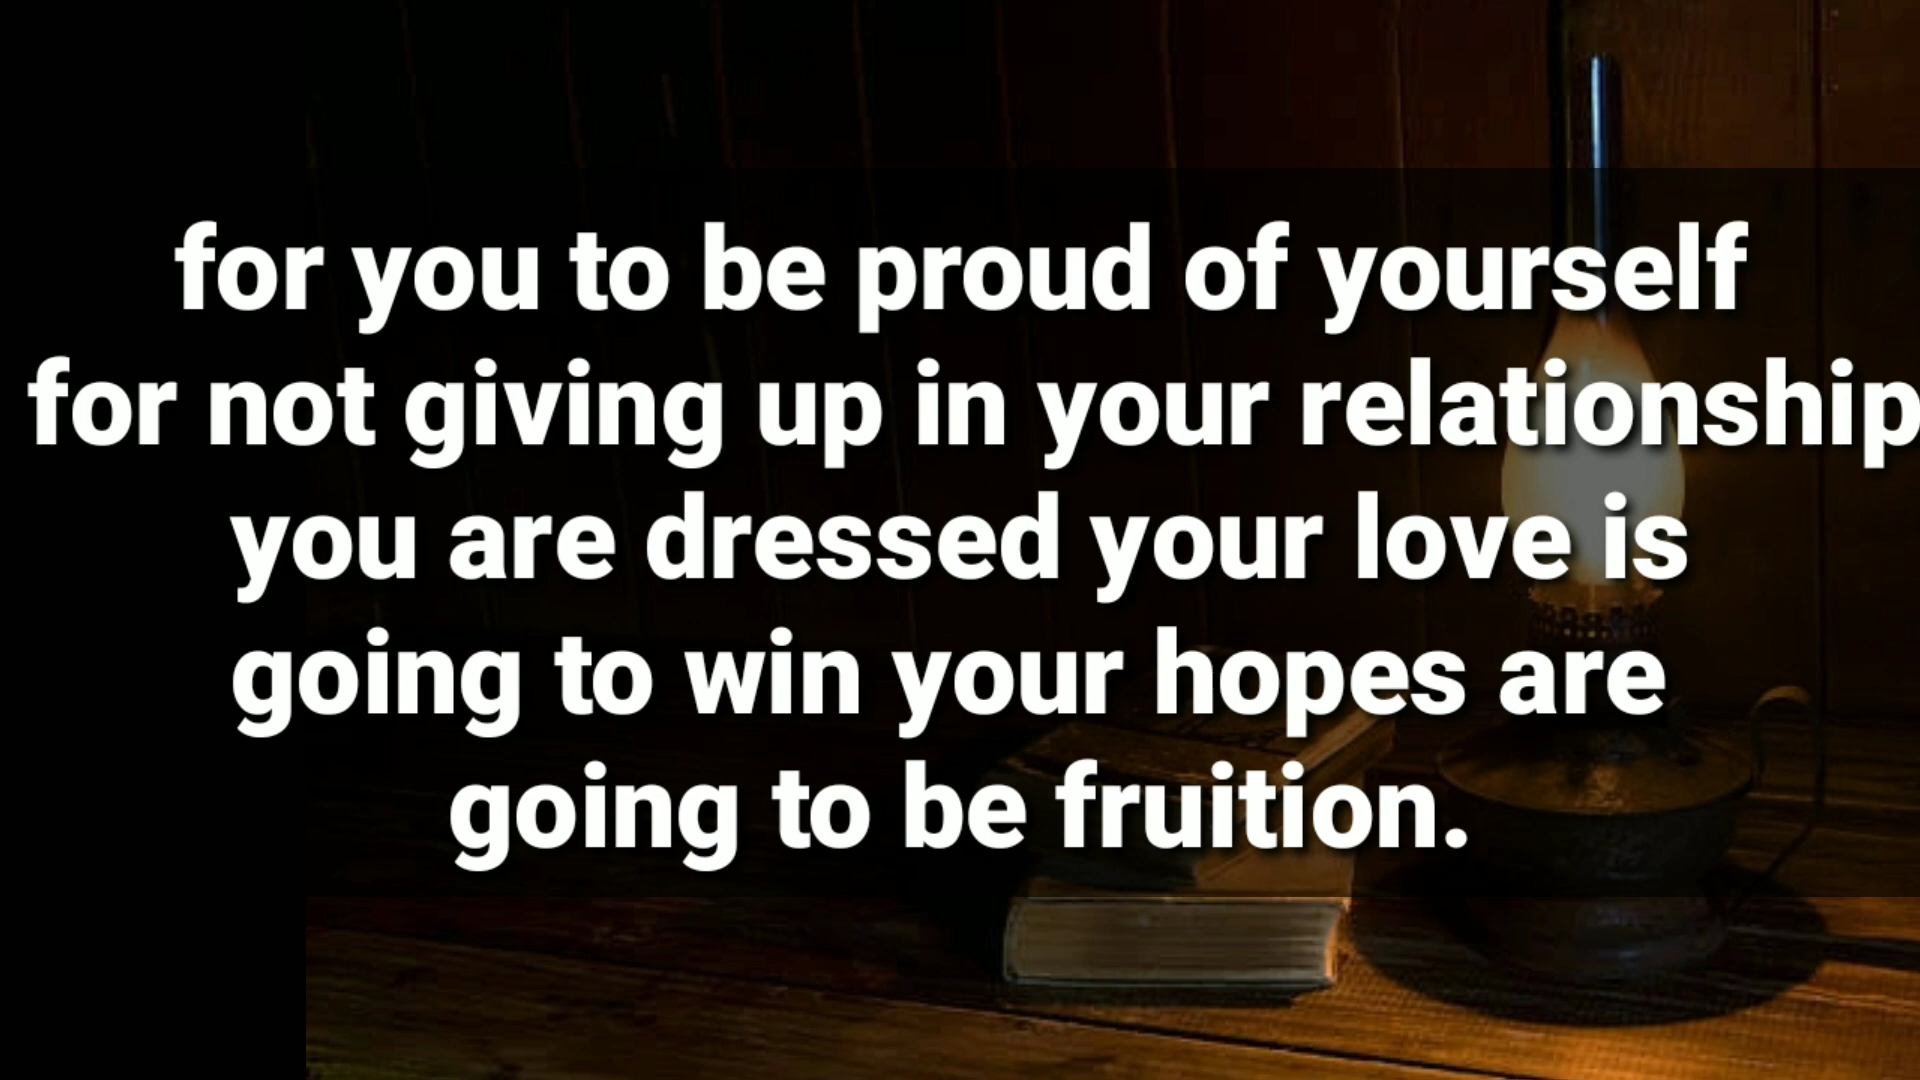 for you to be proud of yourself
for not giving up in your relationship
you are dressed your love is
going to win your hopes are
going to be fruition.